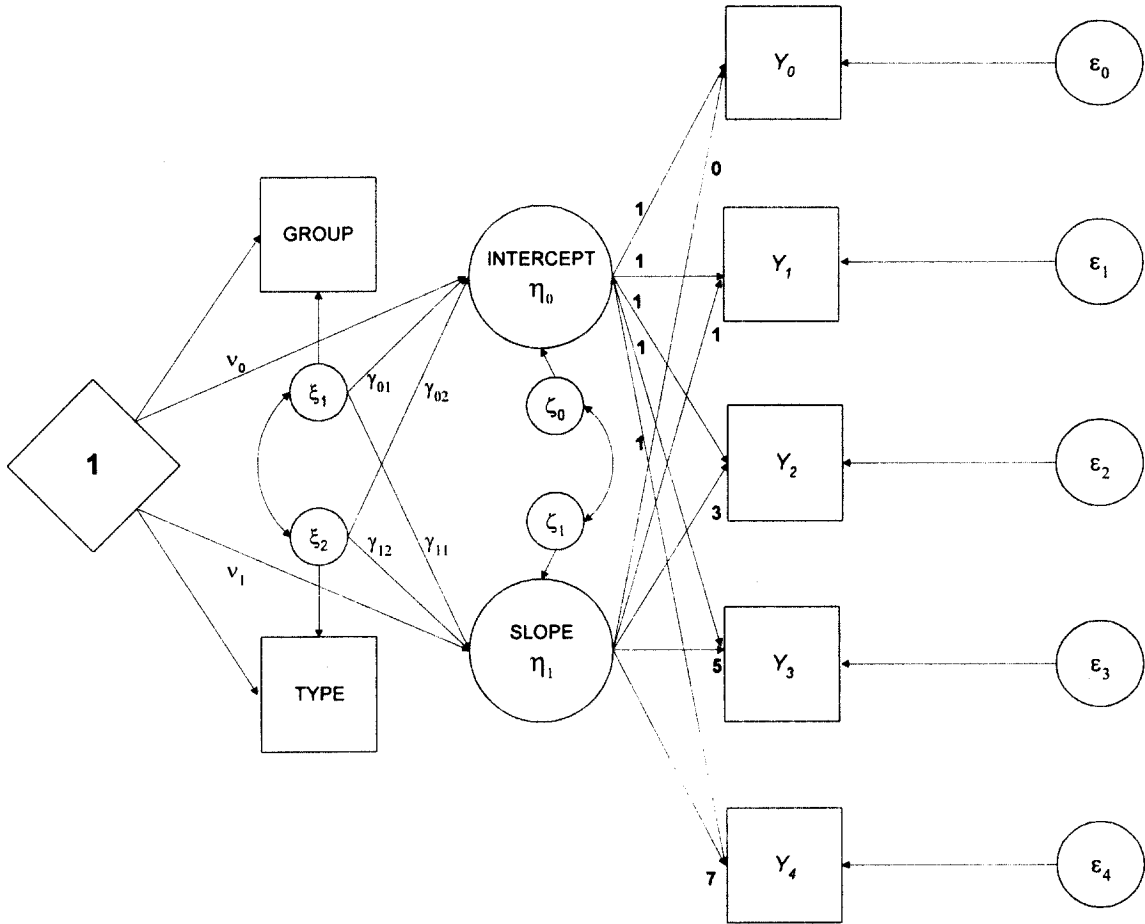 Y₀
ε₀
0
GROUP
1
INTERCEPT
η₀
1
Y₁
ε₁
1
1
1
ν₀
ξ₁
γ₀₁
γ₀₂
ζ₀
1
1
Y₂
ε₂
3
ξ₂
γ₁₂
γ₁₁
ζ₁
ν₁
SLOPE
η₁
5
Y₃
ε₃
TYPE
7
Y₄
ε₄